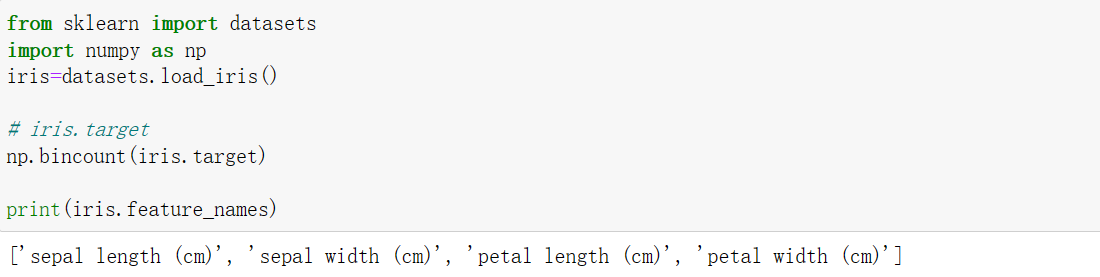 from sklearn import datasets
import numpy as np
iris=datasets.load_iris()
# iris.target
np.bincount(iris.target)
print(iris.feature_names)
['sepal length (cm)', 'sepal width (cm)', 'petal length (cm)', 'petal width (cm)']